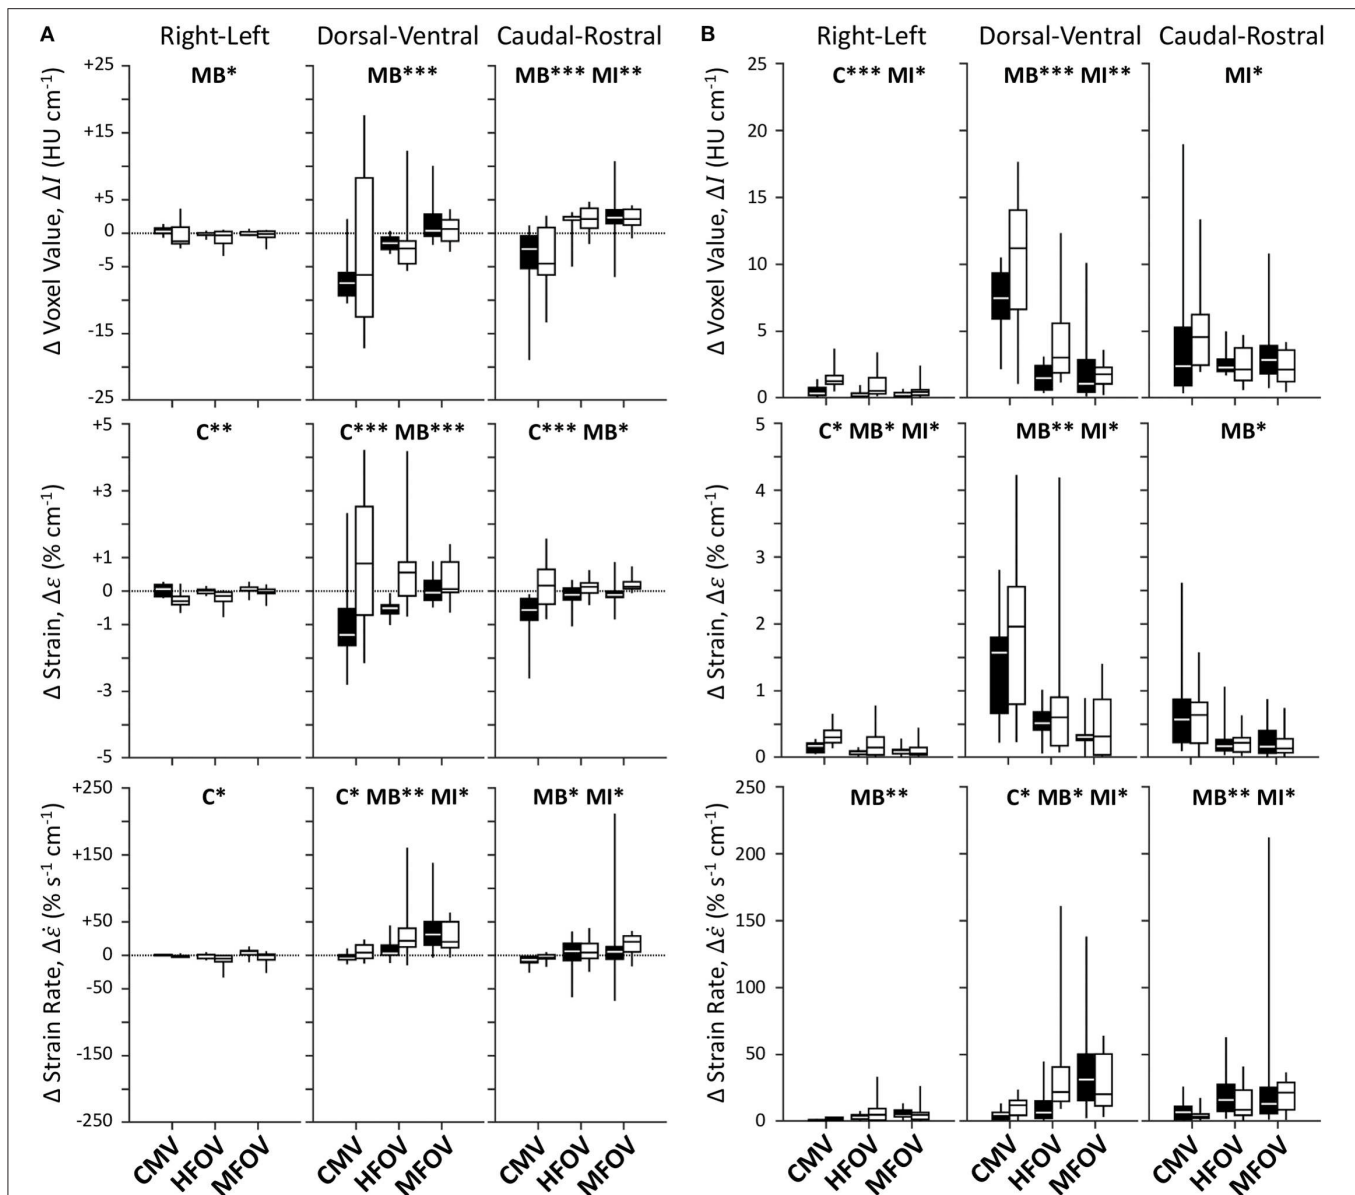 A Right-Left Dorsal-Ventral Caudal-Rostral
MB* MB*** MB*** MI**
+25
+15
+5
0
-5
-15
-25
Δ Voxel Value, ΔI (HU cm⁻¹)
C** C*** MB*** C*** MB*
+5
+3
+1
0
-1
-3
-5
Δ Strain, Δε (% cm⁻¹)
C* C* MB** MI* MB* MI*
+250
+150
+50
0
-50
-150
-250
Δ Strain Rate, Δε̇ (% s⁻¹ cm⁻¹)
CMV HFOV MFOV CMV HFOV MFOV CMV HFOV MFOV
B Right-Left Dorsal-Ventral Caudal-Rostral
C*** MI* MB*** MI** MI*
25
20
15
10
5
0
Δ Voxel Value, ΔI (HU cm⁻¹)
C* MB* MI* MB** MI* MB*
5
4
3
2
1
0
Δ Strain, Δε (% cm⁻¹)
MB** C* MB* MI* MB** MI*
250
200
150
100
50
0
Δ Strain Rate, Δε̇ (% s⁻¹ cm⁻¹)
CMV HFOV MFOV CMV HFOV MFOV CMV HFOV MFOV